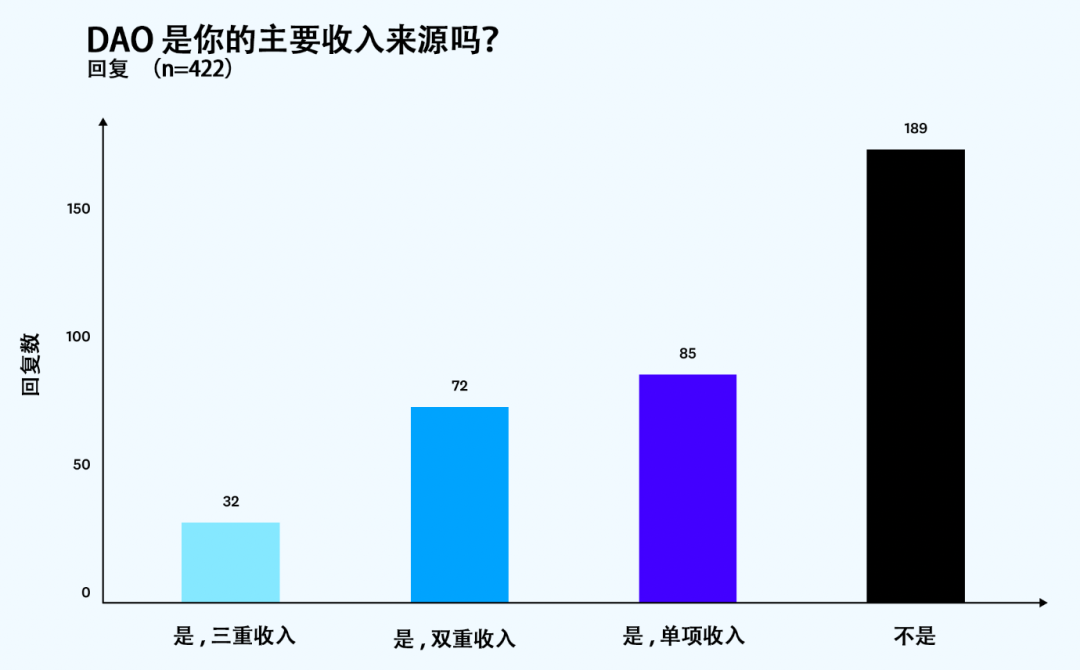 DAO 是你的主要收入来源吗?
回复 （n=422）
189
150
100
85
72
50
32
0
回复数
是 , 三重收入
是 , 双重收入
是 , 单项收入
不是